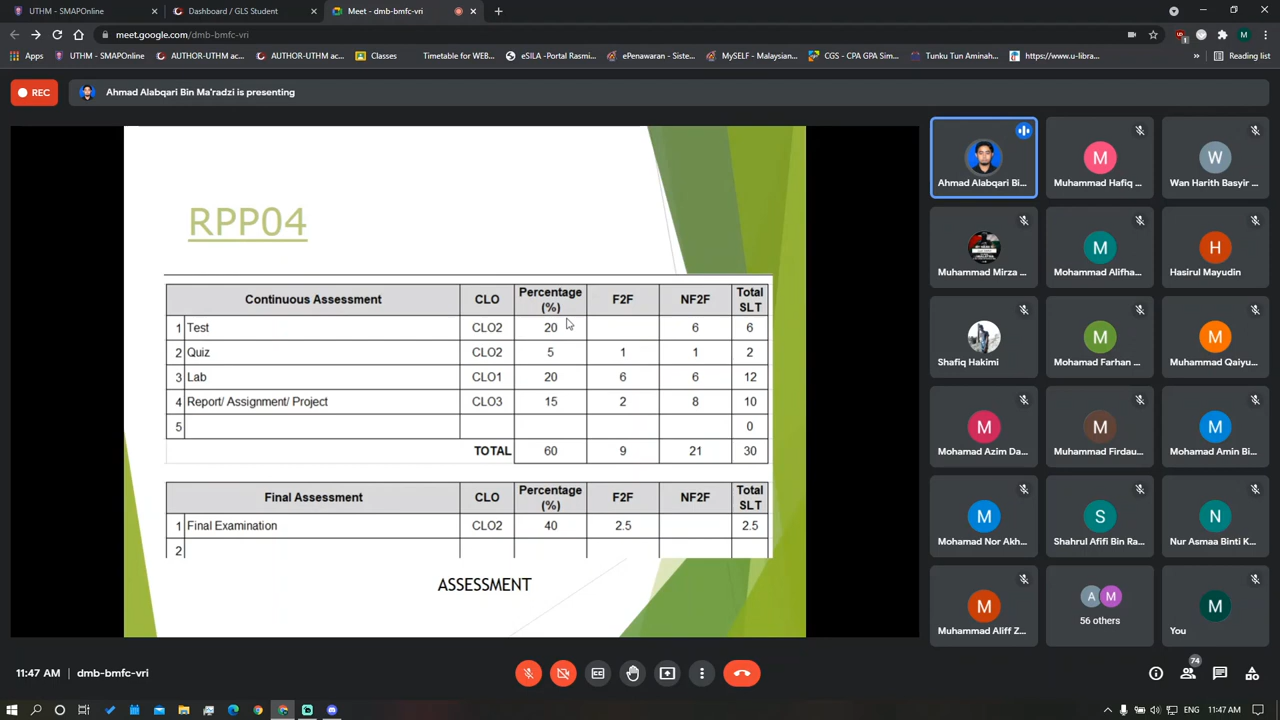 UTHM - SMAPOnline
Dashboard / GLS Student
Meet - dmb-bmfc-vri
meet.google.com/dmb-bmfc-vri
Apps
UTHM - SMAPOnline
AUTHOR-UTHM ac...
AUTHOR-UTHM ac...
Classes
Timetable for WEB...
eSILA -Portal Rasmi...
ePenawaran - Siste...
MySELF - Malaysian...
CGS - CPA GPA Sim...
Tunku Tun Aminah...
https://www.u-libra...
Reading list
REC
Ahmad Alabqari Bin Ma'radzi is presenting
RPP04
Continuous Assessment CLO Percentage (%) F2F NF2F Total SLT
1 Test CLO2 20 6 6
2 Quiz CLO2 5 1 1 2
3 Lab CLO1 20 6 6 12
4 Report/ Assignment/ Project CLO3 15 2 8 10
5 0
TOTAL 60 9 21 30
Final Assessment CLO Percentage (%) F2F NF2F Total SLT
1 Final Examination CLO2 40 2.5 2.5
2
ASSESSMENT
Ahmad Alabqari Bi...
M
Muhammad Hafiq ...
W
Wan Harith Basyir ...
Muhammad Mirza ...
M
Mohammad Alifha...
H
Hasirul Mayudin
Shafiq Hakimi
M
Mohamad Farhan ...
M
Muhammad Qaiyu...
M
Mohamad Azim Da...
M
Muhammad Firdau...
M
Mohamad Amin Bi...
M
Mohamad Nor Akh...
S
Shahrul Afifi Bin Ra...
N
Nur Asmaa Binti K...
M
Muhammad Aliff Z...
A M
56 others
M
You
11:47 AM | dmb-bmfc-vri
74
ENG 11:47 AM